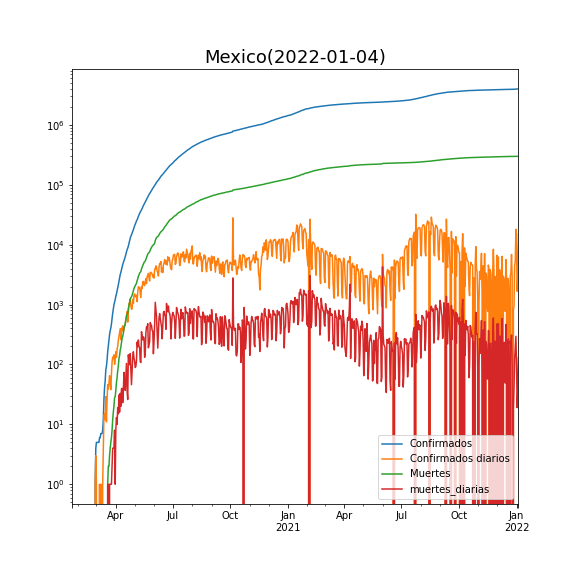 Mexico(2022-01-04)
10^6
10^5
10^4
10^3
10^2
10^1
10^0
Confirmados
Confirmados diarios
Muertes
muertes_diarias
Apr Jul Oct Jan Apr Jul Oct Jan
2021 2022